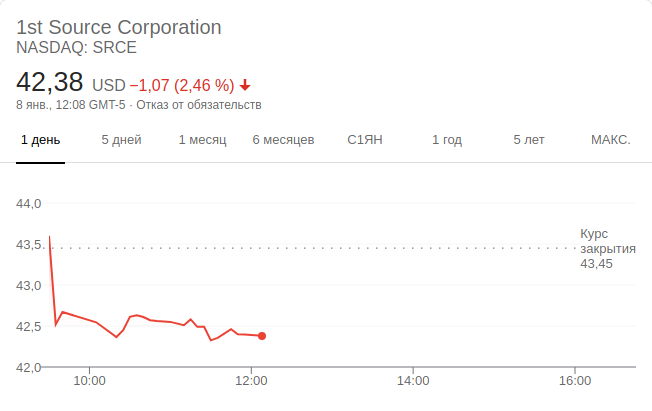 1st Source Corporation
NASDAQ: SRCE
42,38 USD −1,07 (2,46 %)
8 янв., 12:08 GMT-5 · Отказ от обязательств
1 день 5 дней 1 месяц 6 месяцев С1ЯН 1 год 5 лет МАКС.
44,0
43,5
43,0
42,5
42,0
Курс
закрытия
43,45
10:00 12:00 14:00 16:00